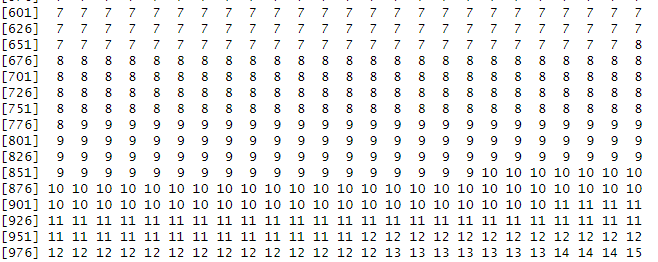 [601] 7 7 7 7 7 7 7 7 7 7 7 7 7 7 7 7 7 7 7 7 7 7 7 7 7
[626] 7 7 7 7 7 7 7 7 7 7 7 7 7 7 7 7 7 7 7 7 7 7 7 7 7
[651] 7 7 7 7 7 7 7 7 7 7 7 7 7 7 7 7 7 7 7 7 7 7 7 7 8
[676] 8 8 8 8 8 8 8 8 8 8 8 8 8 8 8 8 8 8 8 8 8 8 8 8 8
[701] 8 8 8 8 8 8 8 8 8 8 8 8 8 8 8 8 8 8 8 8 8 8 8 8 8
[726] 8 8 8 8 8 8 8 8 8 8 8 8 8 8 8 8 8 8 8 8 8 8 8 8 8
[751] 8 8 8 8 8 8 8 8 8 8 8 8 8 8 8 8 8 8 8 8 8 8 8 8 8
[776] 8 9 9 9 9 9 9 9 9 9 9 9 9 9 9 9 9 9 9 9 9 9 9 9 9
[801] 9 9 9 9 9 9 9 9 9 9 9 9 9 9 9 9 9 9 9 9 9 9 9 9 9
[826] 9 9 9 9 9 9 9 9 9 9 9 9 9 9 9 9 9 9 9 9 9 9 9 9 9
[851] 9 9 9 9 9 9 9 9 9 9 9 9 9 9 9 9 9 9 10 10 10 10 10 10 10
[876] 10 10 10 10 10 10 10 10 10 10 10 10 10 10 10 10 10 10 10 10 10 10 10 10 10
[901] 10 10 10 10 10 10 10 10 10 10 10 10 10 10 10 10 10 10 10 10 10 11 11 11 11
[926] 11 11 11 11 11 11 11 11 11 11 11 11 11 11 11 11 11 11 11 11 11 11 11 11 11
[951] 11 11 11 11 11 11 11 11 11 11 11 11 11 12 12 12 12 12 12 12 12 12 12 12 12
[976] 12 12 12 12 12 12 12 12 12 12 12 12 12 12 13 13 13 13 13 13 13 14 14 14 15